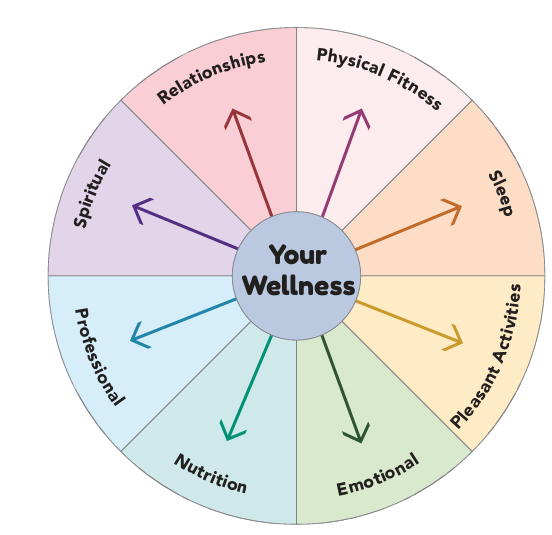 Relationships
Physical Fitness
Spiritual
Sleep
Your
Wellness
Professional
Pleasant Activities
Nutrition
Emotional